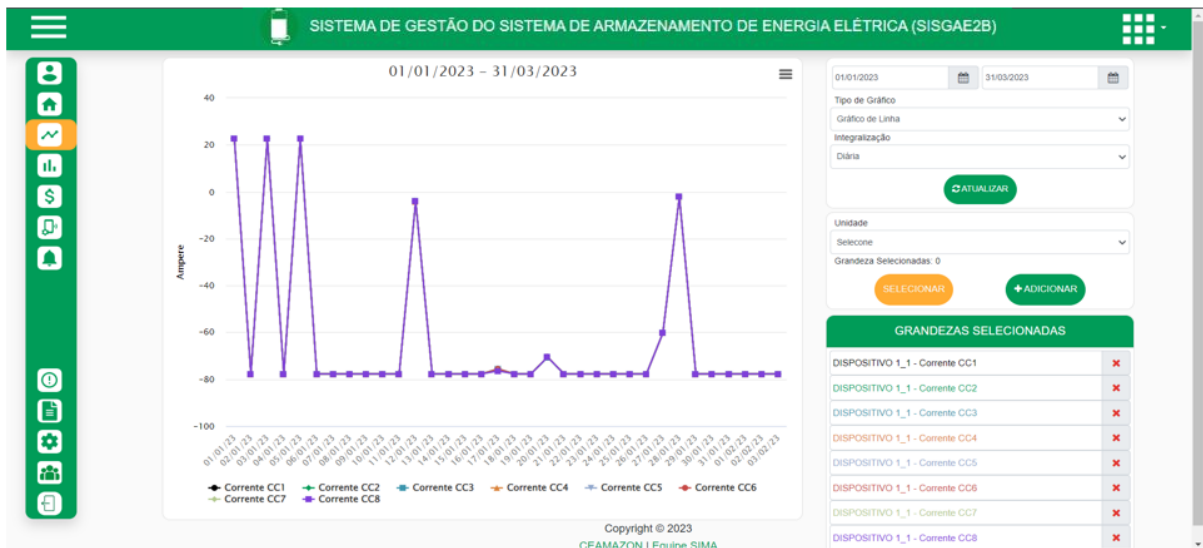 SISTEMA DE GESTÃO DO SISTEMA DE ARMAZENAMENTO DE ENERGIA ELÉTRICA (SISGAE2B)
01/01/2023 – 31/03/2023
Ampere
40
20
0
−20
−40
−60
−80
−100
01/01/23
02/01/23
03/01/23
04/01/23
05/01/23
06/01/23
07/01/23
08/01/23
09/01/23
10/01/23
11/01/23
12/01/23
13/01/23
14/01/23
15/01/23
16/01/23
17/01/23
18/01/23
19/01/23
20/01/23
21/01/23
22/01/23
23/01/23
24/01/23
25/01/23
26/01/23
27/01/23
28/01/23
29/01/23
30/01/23
31/01/23
01/02/23
02/02/23
03/02/23
Corrente CC1 Corrente CC2 Corrente CC3 Corrente CC4 Corrente CC5 Corrente CC6
Corrente CC7 Corrente CC8
01/01/2023 31/03/2023
Tipo de Gráfico
Gráfico de Linha
Integralização
Diária
ATUALIZAR
Unidade
Selecone
Grandeza Selecionadas: 0
SELECIONAR +ADICIONAR
GRANDEZAS SELECIONADAS
DISPOSITIVO 1_1 - Corrente CC1
DISPOSITIVO 1_1 - Corrente CC2
DISPOSITIVO 1_1 - Corrente CC3
DISPOSITIVO 1_1 - Corrente CC4
DISPOSITIVO 1_1 - Corrente CC5
DISPOSITIVO 1_1 - Corrente CC6
DISPOSITIVO 1_1 - Corrente CC7
DISPOSITIVO 1_1 - Corrente CC8
Copyright © 2023
CEAMAZON | Equipe SIMA